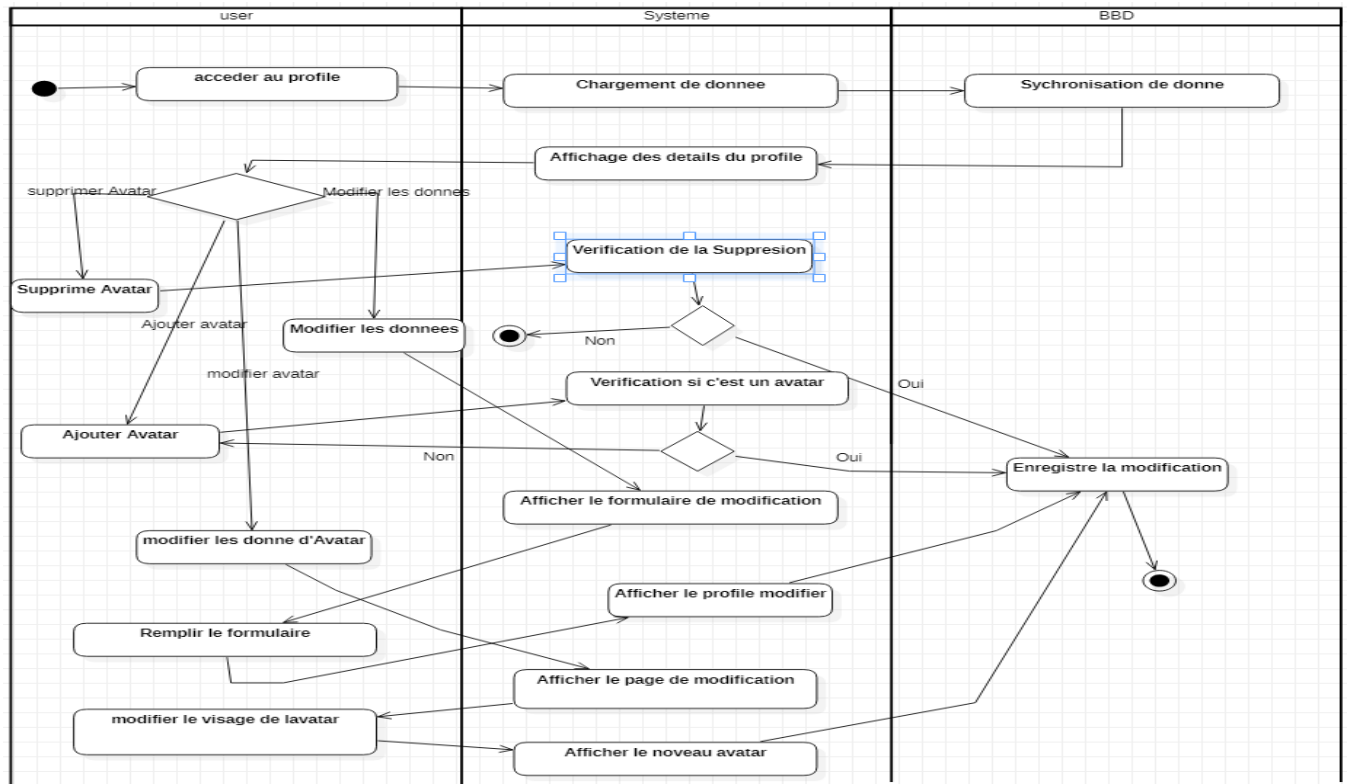 user
Systeme
BBD
acceder au profile
Chargement de donnee
Sychronisation de donne
Affichage des details du profile
supprimer Avatar
Modifier les donnes
Verification de la Suppresion
Supprime Avatar
Ajouter avatar
Modifier les donnees
Non
modifier avatar
Verification si c'est un avatar
Oui
Ajouter Avatar
Non
Oui
Enregistre la modification
Afficher le formulaire de modification
modifier les donne d'Avatar
Afficher le profile modifier
Remplir le formulaire
Afficher le page de modification
modifier le visage de lavatar
Afficher le noveau avatar